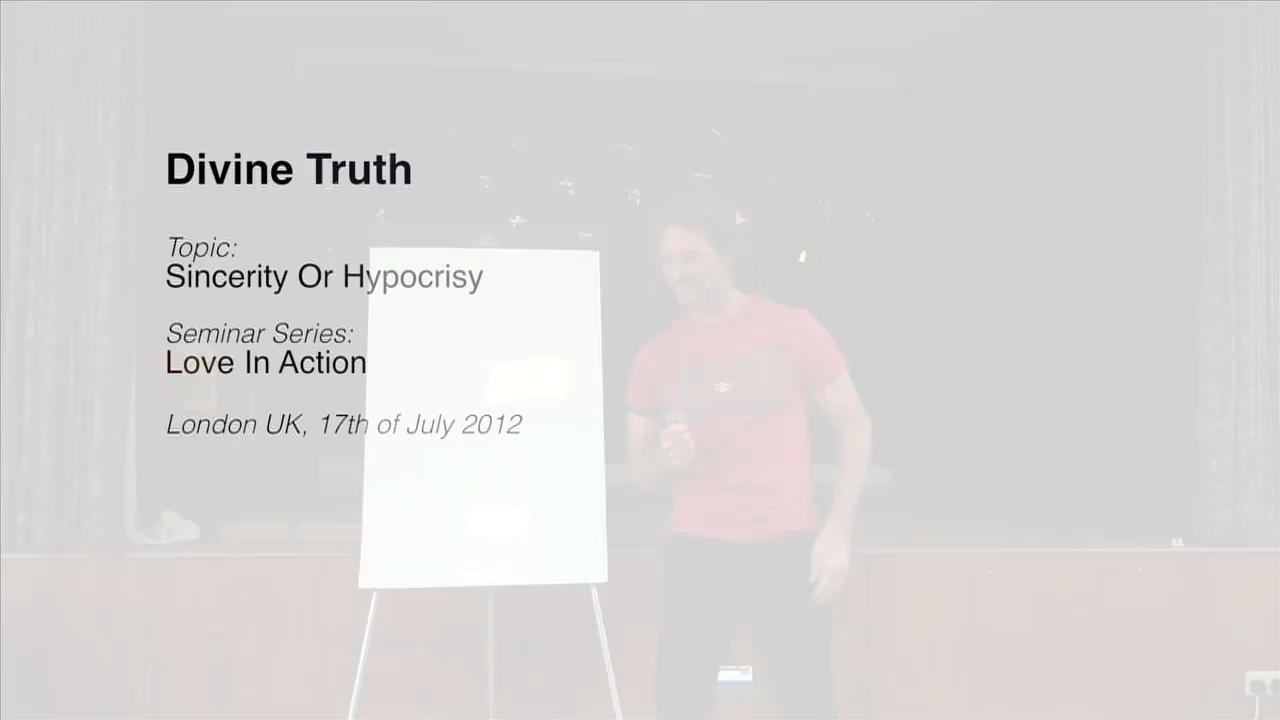 Divine Truth
Topic:
Sincerity Or Hypocrisy
Seminar Series:
Love In Action
London UK, 17th of July 2012